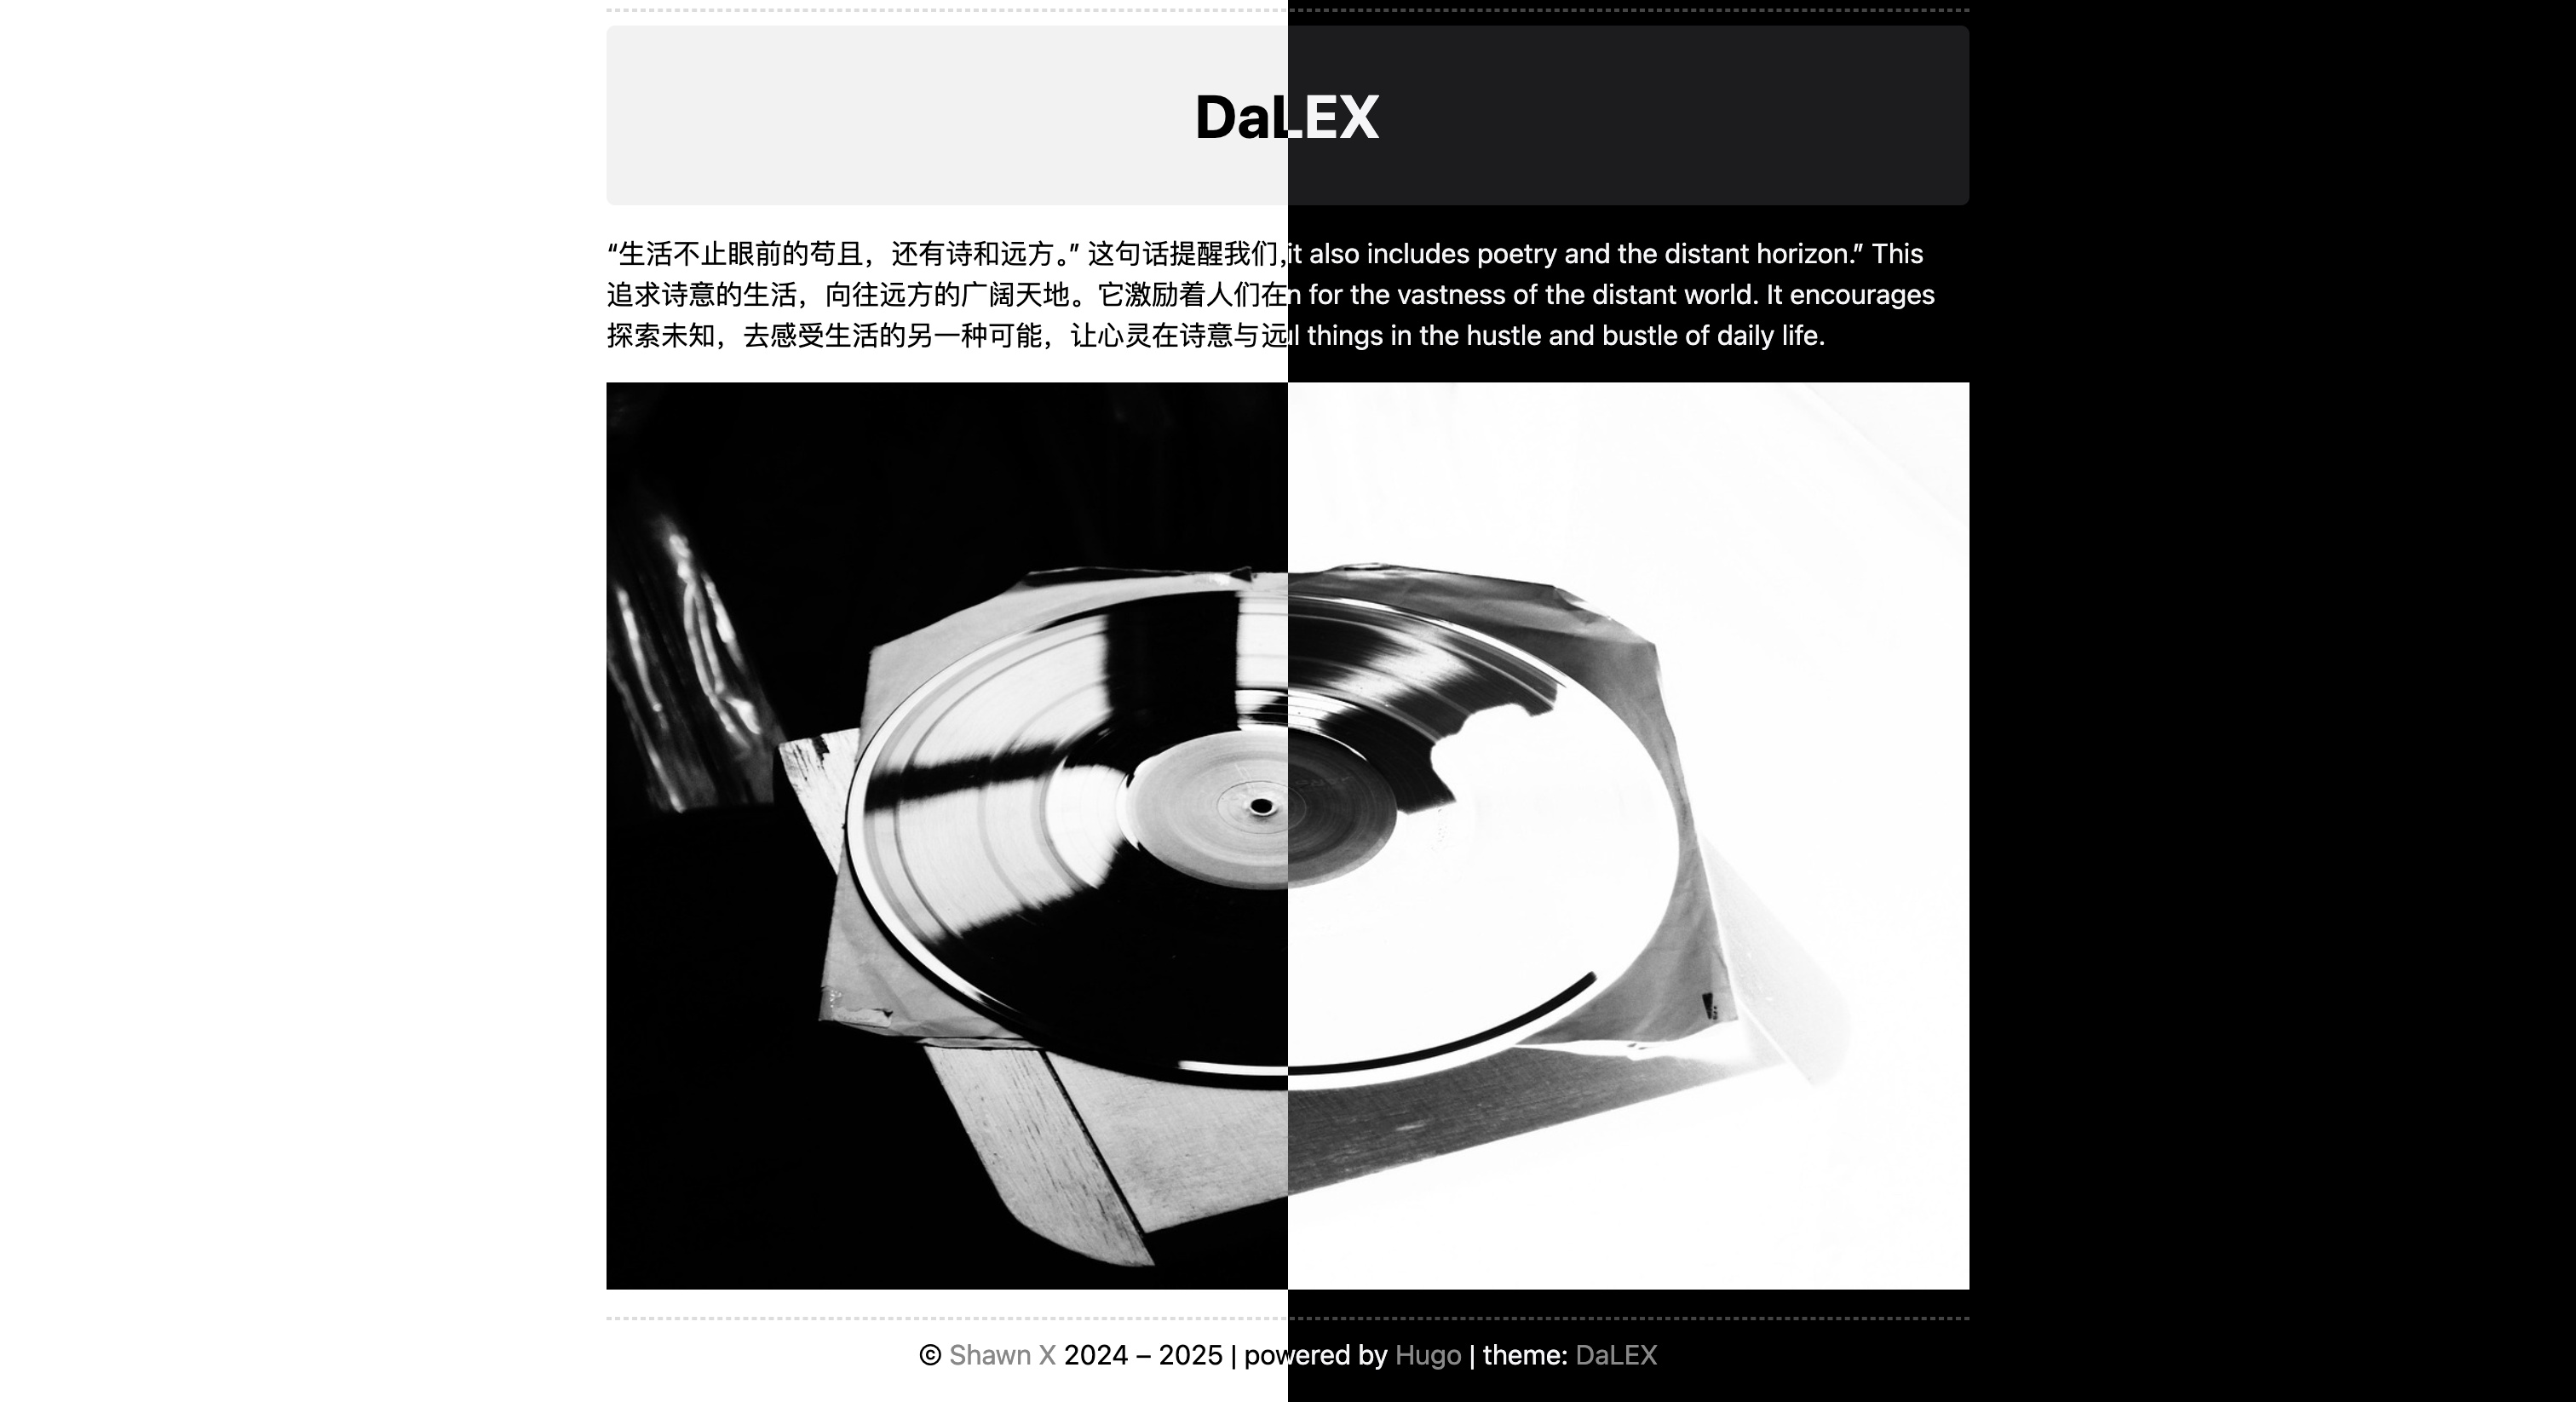 DaLEX
“生活不止眼前的苟且，还有诗和远方。” 这句话提醒我们,it also includes poetry and the distant horizon.” This
追求诗意的生活，向往远方的广阔天地。它激励着人们在n for the vastness of the distant world. It encourages
探索未知，去感受生活的另一种可能，让心灵在诗意与远 things in the hustle and bustle of daily life.
© Shawn X 2024 – 2025 | powered by Hugo | theme: DaLEX